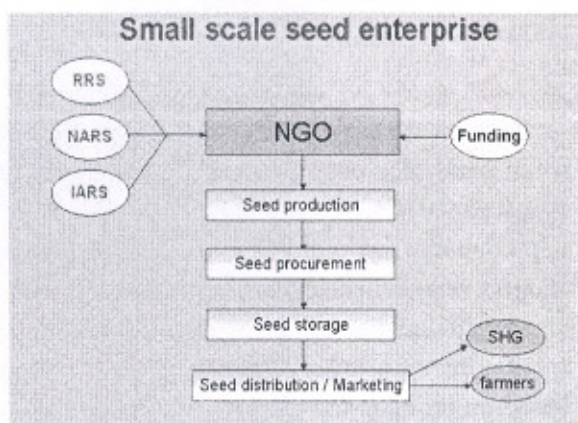 Small scale seed enterprise
RRS
NARS
IARS
NGO
Funding
Seed production
Seed procurement
Seed storage
Seed distribution / Marketing
SHG
farmers